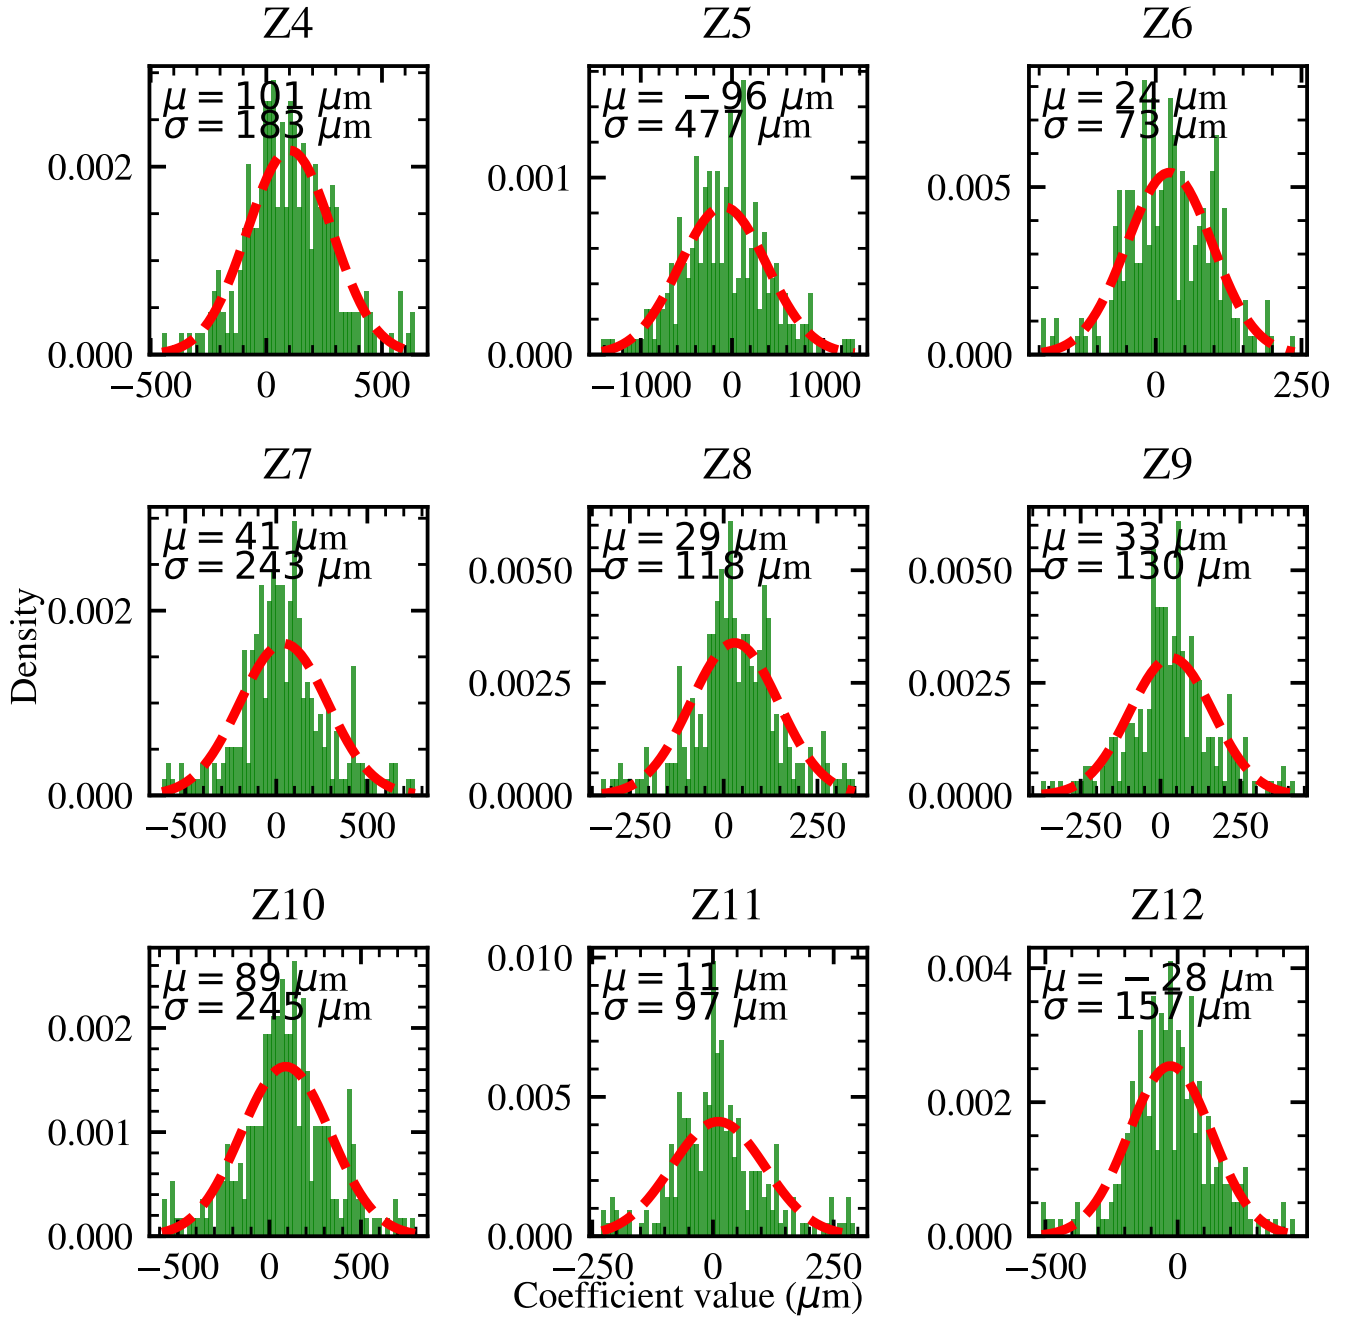 Z4
μ = 101 μm
σ = 183 μm
0.002
0.000
−500 0 500
Z5
μ = −96 μm
σ = 477 μm
0.001
0.000
−1000 0 1000
Z6
μ = 24 μm
σ = 73 μm
0.005
0.000
0 250
Z7
μ = 41 μm
σ = 243 μm
0.002
0.000
−500 0 500
Z8
μ = 29 μm
σ = 118 μm
0.0050
0.0025
0.0000
−250 0 250
Z9
μ = 33 μm
σ = 130 μm
0.0050
0.0025
0.0000
−250 0 250
Density
Z10
μ = 89 μm
σ = 245 μm
0.002
0.001
0.000
−500 0 500
Z11
μ = 11 μm
σ = 97 μm
0.010
0.005
0.000
−250 0 250
Z12
μ = −28 μm
σ = 157 μm
0.004
0.002
0.000
−500 0
Coefficient value (μm)